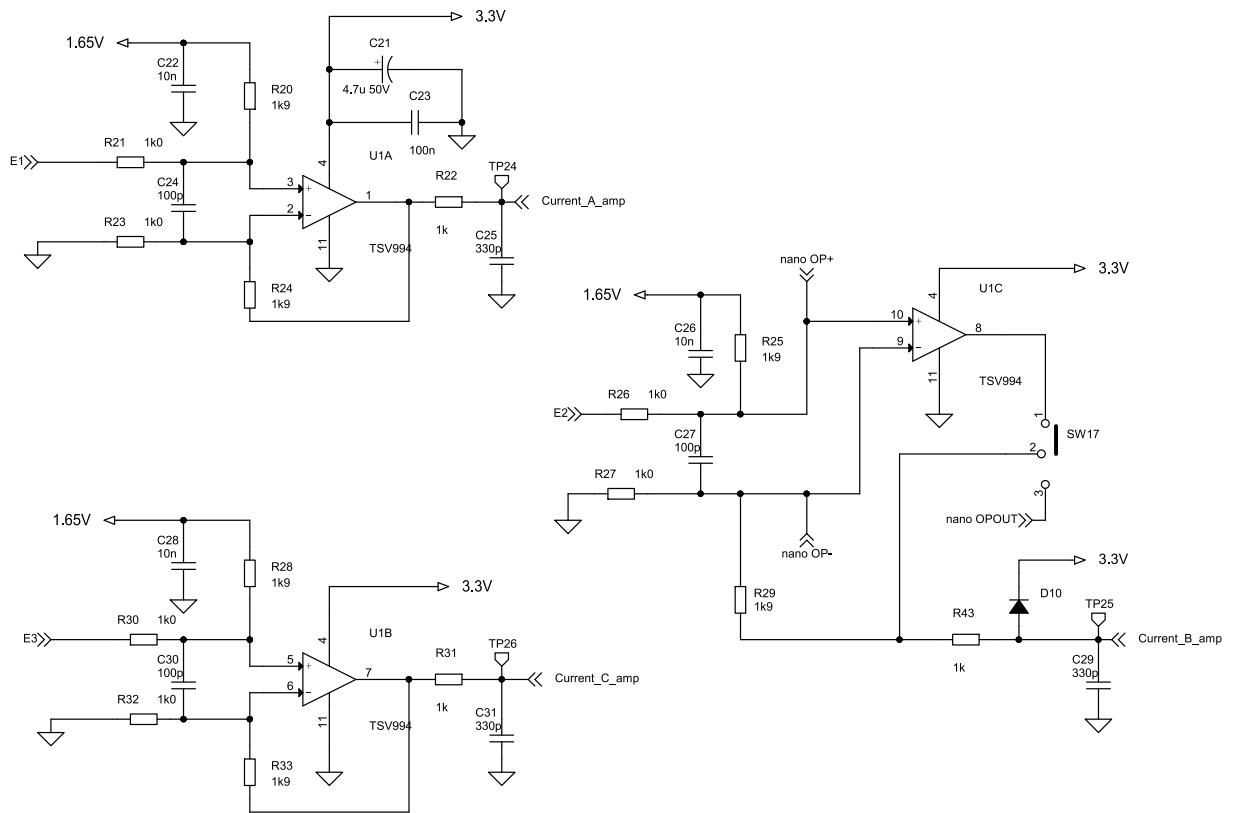 3.3V
1.65V
C21
C22
10n
4.7u 50V
R20
1k9
C23
100n
R21 1k0
U1A
4
E1
C24
100p
3
2
1
R22
1k
TP24
Current_A_amp
R23 1k0
11
TSV994
C25
330p
R24
1k9
nano OP+
3.3V
1.65V
4
U1C
C26
10n
R25
1k9
10
9
8
11
TSV994
R26 1k0
E2
C27
100p
1
SW17
2
R27 1k0
3
nano OPOUT
nano OP-
1.65V
C28
10n
R28
1k9
3.3V
3.3V
R29
1k9
D10
R43
1k
TP25
Current_B_amp
C29
330p
R30
1k0
E3
4
U1B
C30
100p
5
6
7
R31
1k
TP26
Current_C_amp
R32 1k0
11
TSV994
C31
330p
R33
1k9